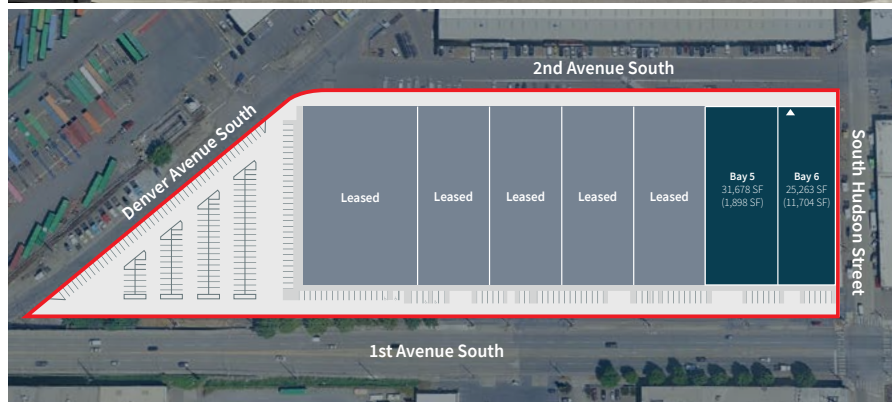 2nd Avenue South
Denver Avenue South
South Hudson Street
Leased
Leased
Leased
Leased
Leased
Bay 5
31,678 SF
(1,898 SF)
Bay 6
25,263 SF
(11,704 SF)
1st Avenue South